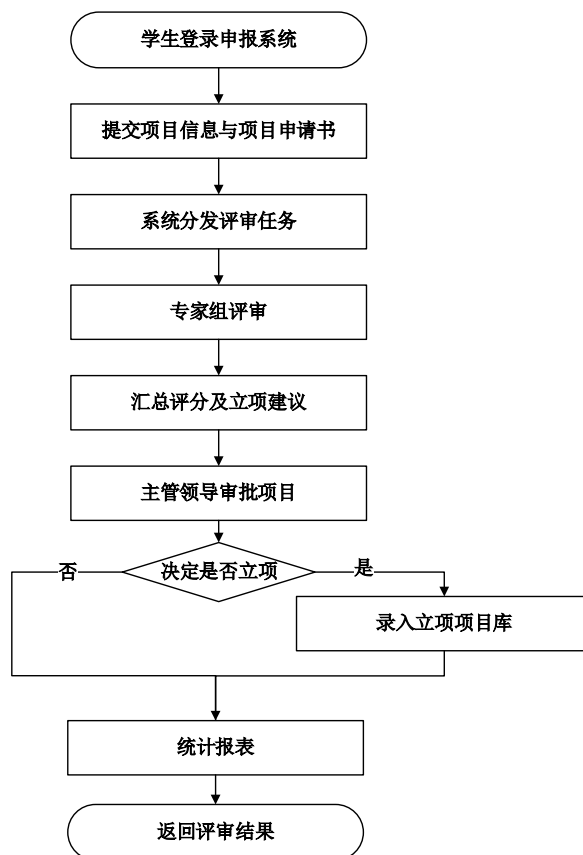 学生登录申报系统
提交项目信息与项目申请书
系统分发评审任务
专家组评审
汇总评分及立项建议
主管领导审批项目
否
决定是否立项
是
录入立项项目库
统计报表
返回评审结果